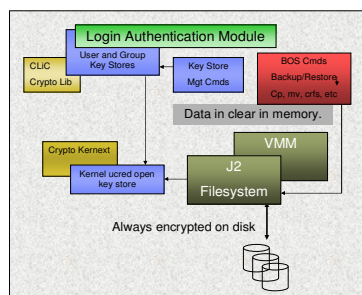 Login Authentication Module
User and Group
Key Stores
CLiC
Crypto Lib
Key Store
Mgt Cmds
BOS Cmds
Backup/Restore
Cp, mv, crfs, etc
Data in clear in memory.
VMM
J2
Filesystem
Crypto Kernext
Kernel ucred open
key store
Always encrypted on disk